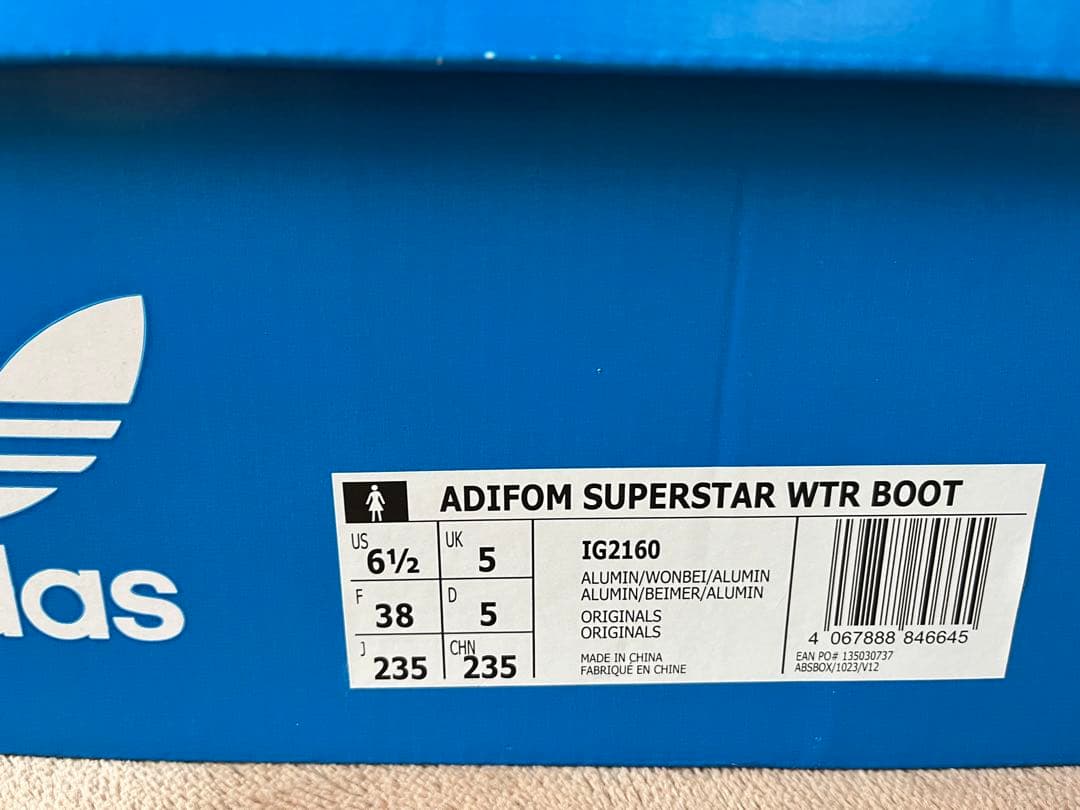 das
ADIFOM SUPERSTAR WTR BOOT
US 6½ UK 5
F 38 D 5
J 235 CHN 235
IG2160
ALUMIN/WONBEI/ALUMIN
ALUMIN/BEIMER/ALUMIN
ORIGINALS
ORIGINALS
MADE IN CHINA
FABRIQUÉ EN CHINE
4 067888 846645
EAN PO# 135030737
ABSBOX/1023/V12